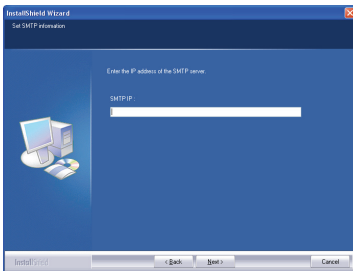 InstallShield Wizard
Set SMTP information
Enter the IP address of the SMTP server.
SMTP IP :
InstallShield
< Back
Next >
Cancel